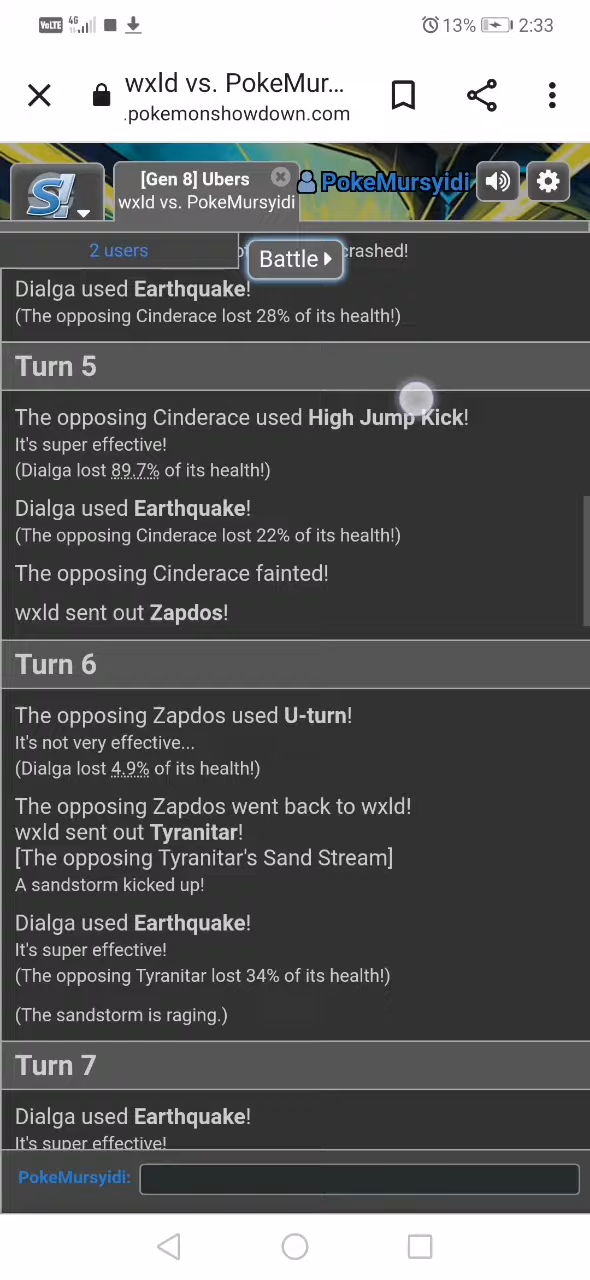 VoLTE 4G 13% 2:33
wxld vs. PokeMur...
.pokemonshowdown.com
S!
[Gen 8] Ubers
wxld vs. PokeMursyidi
PokeMursyidi
2 users
crashed!
Battle
Dialga used Earthquake!
(The opposing Cinderace lost 28% of its health!)
Turn 5
The opposing Cinderace used High Jump Kick!
It's super effective!
(Dialga lost 89.7% of its health!)
Dialga used Earthquake!
(The opposing Cinderace lost 22% of its health!)
The opposing Cinderace fainted!
wxld sent out Zapdos!
Turn 6
The opposing Zapdos used U-turn!
It's not very effective...
(Dialga lost 4.9% of its health!)
The opposing Zapdos went back to wxld!
wxld sent out Tyranitar!
[The opposing Tyranitar's Sand Stream]
A sandstorm kicked up!
Dialga used Earthquake!
It's super effective!
(The opposing Tyranitar lost 34% of its health!)
(The sandstorm is raging.)
Turn 7
Dialga used Earthquake!
It's super effective!
PokeMursyidi: